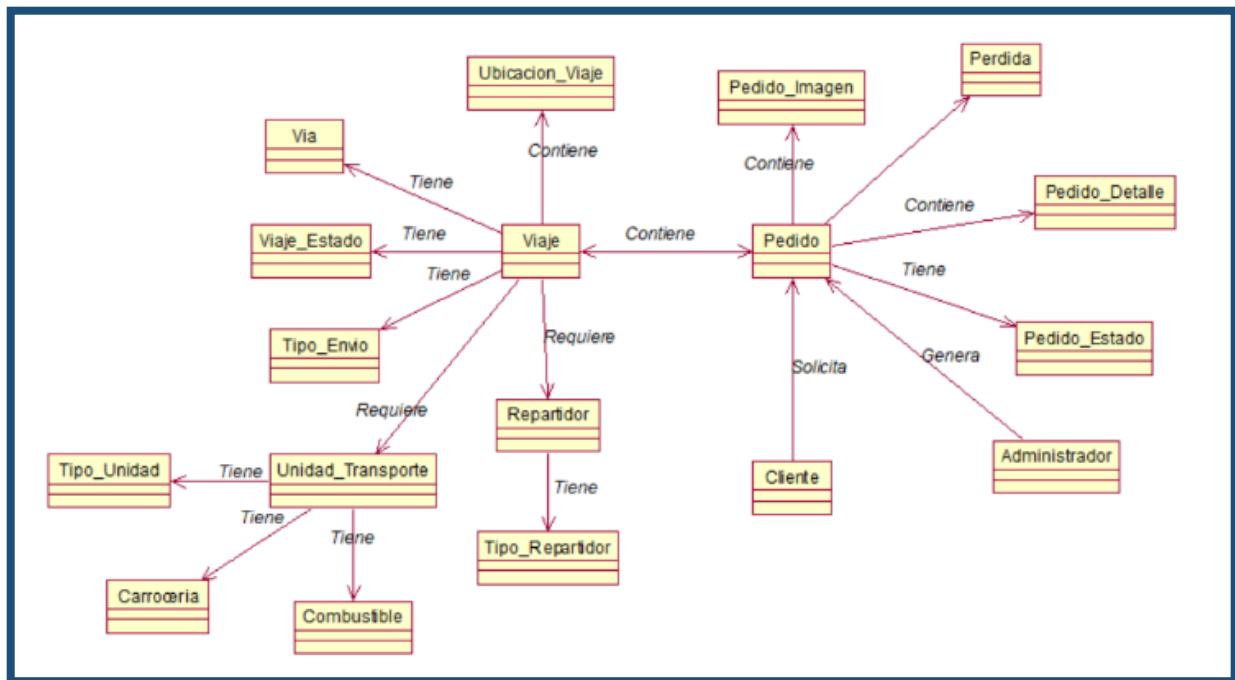 Perdida
Ubicacion_Viaje
Pedido_Imagen
Via
Contiene
Contiene
Tiene
Pedido_Detalle
Contiene
Viaje_Estado
Tiene
Viaje
Contiene
Pedido
Tiene
Tiene
Tipo_Envio
Requiere
Pedido_Estado
Solicita
Genera
Requiere
Repartidor
Administrador
Tipo_Unidad
Tiene
Unidad_Transporte
Cliente
Tiene
Tiene
Tiene
Tipo_Repartidor
Carroceria
Combustible